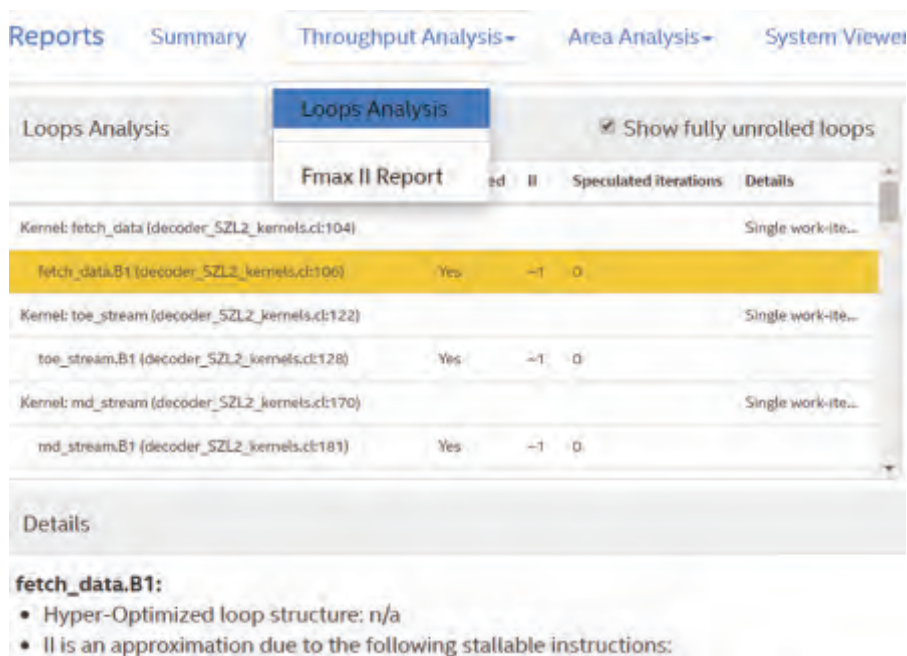 Reports Summary Throughput Analysis Area Analysis System Viewer
Loops Analysis
Loops Analysis Show fully unrolled loops
Fmax II Report
ed II Speculated iterations Details
Kernel: fetch_data (decoder_SZL2_kernels.cl:104) Single work-ite...
fetch_data.B1 (decoder_SZL2_kernels.cl:106) Yes ~1 0
Kernel: toe_stream (decoder_SZL2_kernels.cl:122) Single work-ite...
toe_stream.B1 (decoder_SZL2_kernels.cl:128) Yes ~1 0
Kernel: md_stream (decoder_SZL2_kernels.cl:170) Single work-ite...
md_stream.B1 (decoder_SZL2_kernels.cl:181) Yes ~1 0
Details
fetch_data.B1:
• Hyper-Optimized loop structure: n/a
• II is an approximation due to the following stallable instructions: